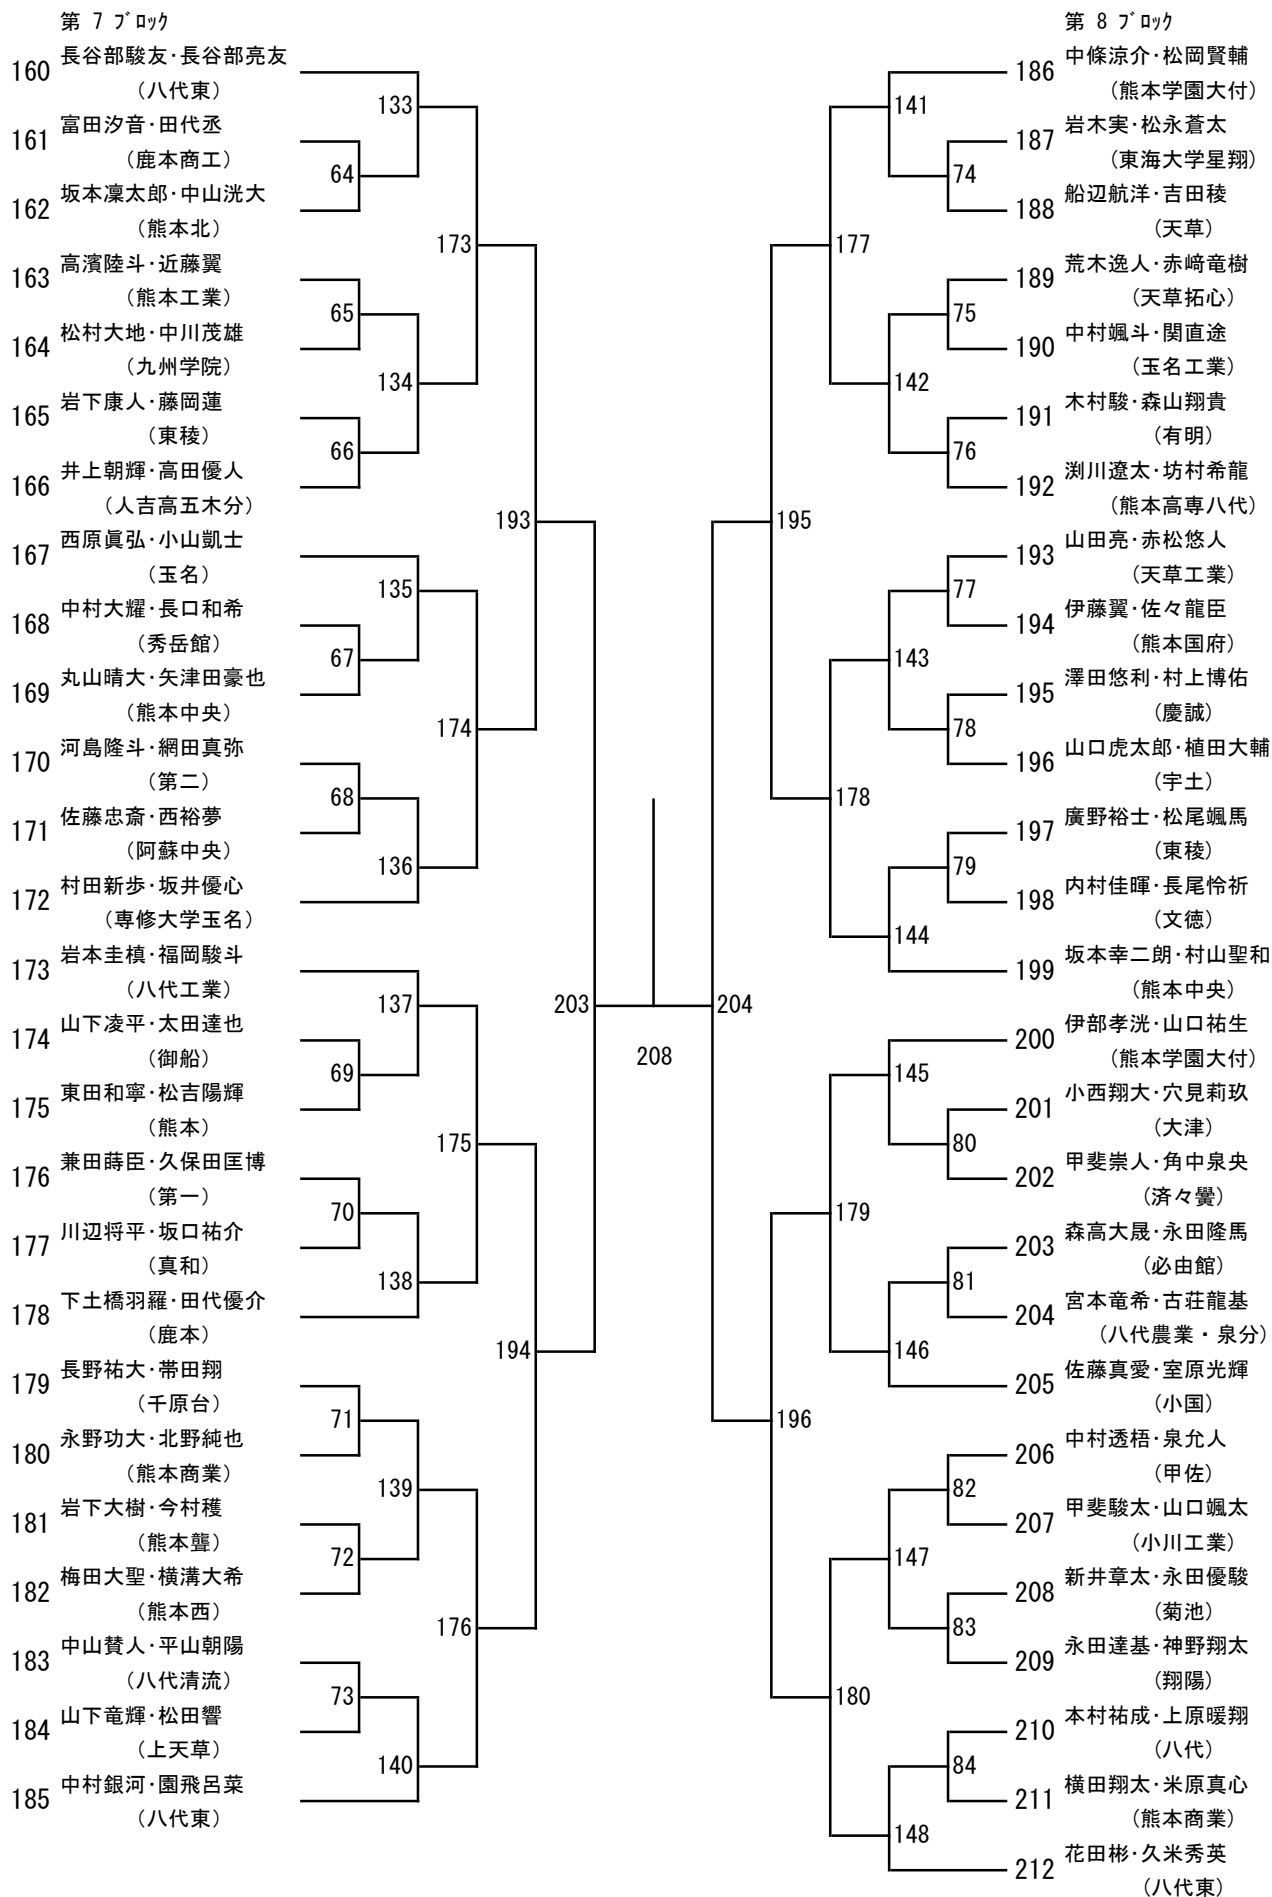 第 7 ブロック
160 長谷部駿友・長谷部亮友
(八代東)
161 富田汐音・田代丞
(鹿本商工)
162 坂本凜太郎・中山洸大
(熊本北)
163 高濱陸斗・近藤翼
(熊本工業)
164 松村大地・中川茂雄
(九州学院)
165 岩下康人・藤岡蓮
(東稜)
166 井上朝輝・高田優人
(人吉高五木分)
167 西原眞弘・小山凱士
(玉名)
168 中村大耀・長口和希
(秀岳館)
169 丸山晴大・矢津田豪也
(熊本中央)
170 河島隆斗・網田真弥
(第二)
171 佐藤忠斎・西裕夢
(阿蘇中央)
172 村田新歩・坂井優心
(専修大学玉名)
173 岩本圭槙・福岡駿斗
(八代工業)
174 山下凌平・太田達也
(御船)
175 東田和寧・松吉陽輝
(熊本)
176 兼田蒔臣・久保田匡博
(第一)
177 川辺将平・坂口祐介
(真和)
178 下土橋羽羅・田代優介
(鹿本)
179 長野祐大・帯田翔
(千原台)
180 永野功大・北野純也
(熊本商業)
181 岩下大樹・今村穫
(熊本聾)
182 梅田大聖・横溝大希
(熊本西)
183 中山賛人・平山朝陽
(八代清流)
184 山下竜輝・松田響
(上天草)
185 中村銀河・園飛呂菜
(八代東)
64
65
66
67
68
69
70
71
72
73
133
134
135
136
137
138
139
140
173
174
175
176
193
194
203
208
204
195
196
177
178
179
180
141
142
143
144
145
146
147
148
74
75
76
77
78
79
80
81
82
83
84
第 8 ブロック
186 中條涼介・松岡賢輔
(熊本学園大付)
187 岩木実・松永蒼太
(東海大学星翔)
188 船辺航洋・吉田稜
(天草)
189 荒木逸人・赤﨑竜樹
(天草拓心)
190 中村颯斗・関直途
(玉名工業)
191 木村駿・森山翔貴
(有明)
192 渕川遼太・坊村希龍
(熊本高専八代)
193 山田亮・赤松悠人
(天草工業)
194 伊藤翼・佐々龍臣
(熊本国府)
195 澤田悠利・村上博佑
(慶誠)
196 山口虎太郎・植田大輔
(宇土)
197 廣野裕士・松尾颯馬
(東稜)
198 内村佳暉・長尾怜祈
(文徳)
199 坂本幸二朗・村山聖和
(熊本中央)
200 伊部孝洸・山口祐生
(熊本学園大付)
201 小西翔大・穴見莉玖
(大津)
202 甲斐崇人・角中泉央
(済々黌)
203 森高大晟・永田隆馬
(必由館)
204 宮本竜希・古荘龍基
(八代農業・泉分)
205 佐藤真愛・室原光輝
(小国)
206 中村透梧・泉允人
(甲佐)
207 甲斐駿太・山口颯太
(小川工業)
208 新井章太・永田優駿
(菊池)
209 永田達基・神野翔太
(翔陽)
210 本村祐成・上原暖翔
(八代)
211 横田翔太・米原真心
(熊本商業)
212 花田彬・久米秀英
(八代東)